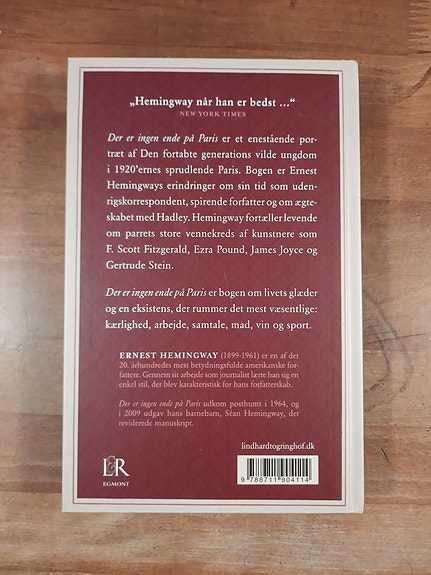 „Hemingway når han er bedst ..."
NEW YORK TIMES
Der er ingen ende på Paris er et enestående por-
træt af Den fortabte generations vilde ungdom
i 1920'ernes sprudlende Paris. Bogen er Ernest
Hemingways erindringer om sin tid som uden-
rigskorrespondent, spirende forfatter og om ægte-
skabet med Hadley. Hemingway fortæller levende
om parrets store vennekreds af kunstnere som
F. Scott Fitzgerald, Ezra Pound, James Joyce og
Gertrude Stein.
Der er ingen ende på Paris er bogen om livets glæder
og en eksistens, der rummer det mest væsentlige:
kærlighed, arbejde, samtale, mad, vin og sport.
ERNEST HEMINGWAY (1899-1961) er en af det
20. århundredes mest betydningsfulde amerikanske for-
fattere. Gennem sit arbejde som journalist lærte han sig en
enkel stil, der blev karakteristisk for hans forfatterskab.
Der er ingen ende på Paris udkom posthumt i 1964, og
i 2009 udgav hans barnebarn, Séan Hemingway, det
reviderede manuskript.
lindhardtogringhof.dk
L&R
EGMONT
9 788711 904114